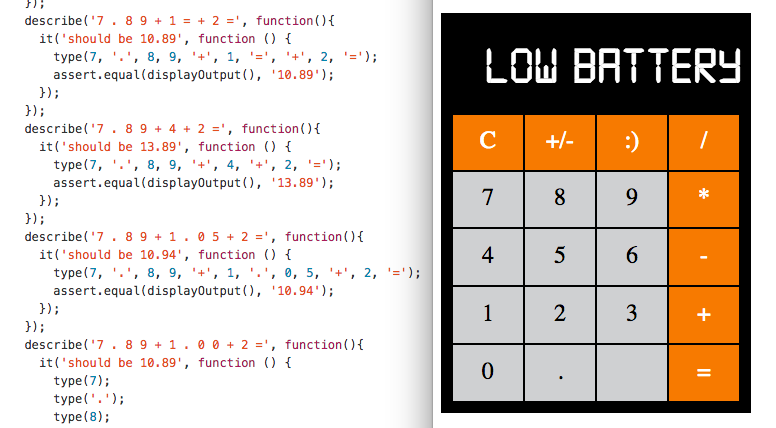 });
describe('7 . 8 9 + 1 = + 2 =', function(){
it('should be 10.89', function () {
type(7, '.', 8, 9, '+', 1, '=', '+', 2, '=');
assert.equal(displayOutput(), '10.89');
});
});
describe('7 . 8 9 + 4 + 2 =', function(){
it('should be 13.89', function () {
type(7, '.', 8, 9, '+', 4, '+', 2, '=');
assert.equal(displayOutput(), '13.89');
});
});
describe('7 . 8 9 + 1 . 0 5 + 2 =', function(){
it('should be 10.94', function () {
type(7, '.', 8, 9, '+', 1, '.', 0, 5, '+', 2, '=');
assert.equal(displayOutput(), '10.94');
});
});
describe('7 . 8 9 + 1 . 0 0 + 2 =', function(){
it('should be 10.89', function () {
type(7);
type('.');
type(8);
LOW BATTERY
C +/- :) /
7 8 9 *
4 5 6 -
1 2 3 +
0 . =